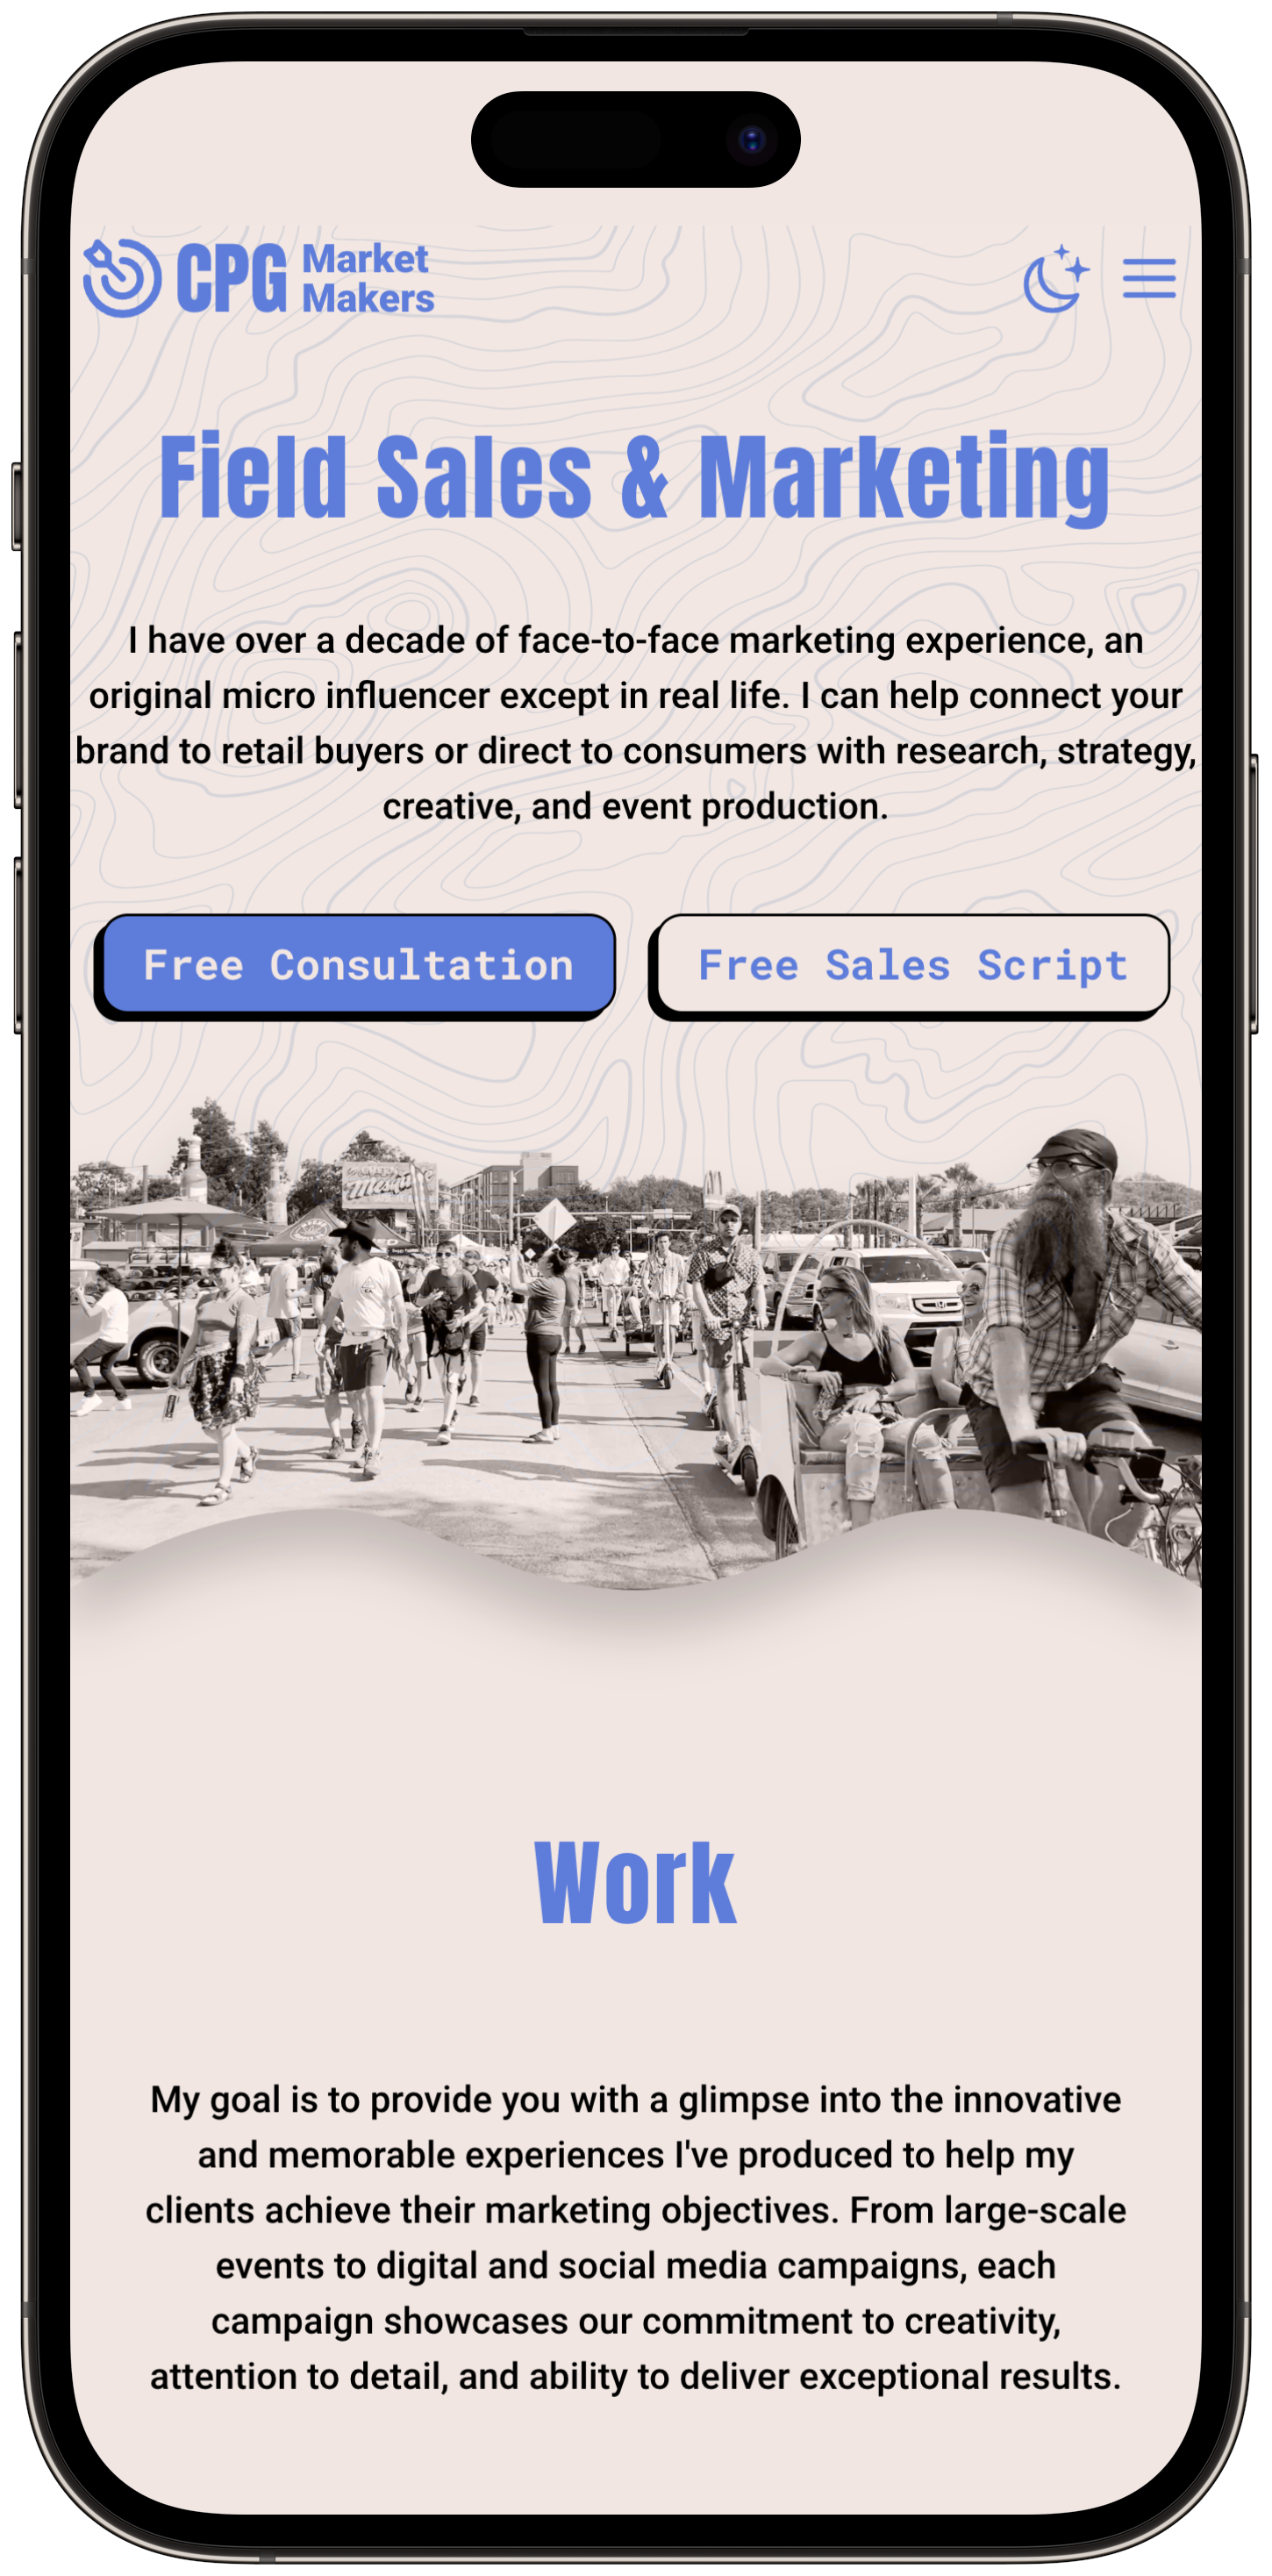 CPG Market
Makers
Field Sales & Marketing
I have over a decade of face-to-face marketing experience, an
original micro influencer except in real life. I can help connect your
brand to retail buyers or direct to consumers with research, strategy,
creative, and event production.
Free Consultation
Free Sales Script
Work
My goal is to provide you with a glimpse into the innovative
and memorable experiences I've produced to help my
clients achieve their marketing objectives. From large-scale
events to digital and social media campaigns, each
campaign showcases our commitment to creativity,
attention to detail, and ability to deliver exceptional results.